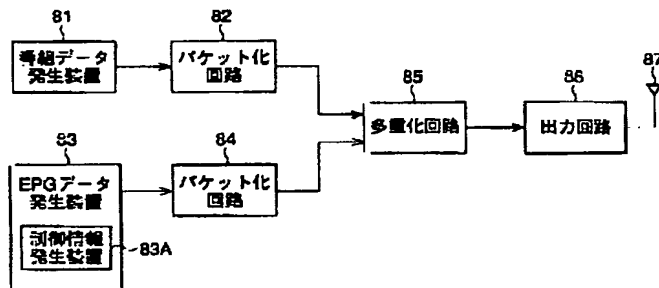 81
番組データ
発生装置
82
パケット化
回路
83
EPGデータ
発生装置
制御情報
発生装置
83A
84
パケット化
回路
85
多重化回路
86
出力回路
87